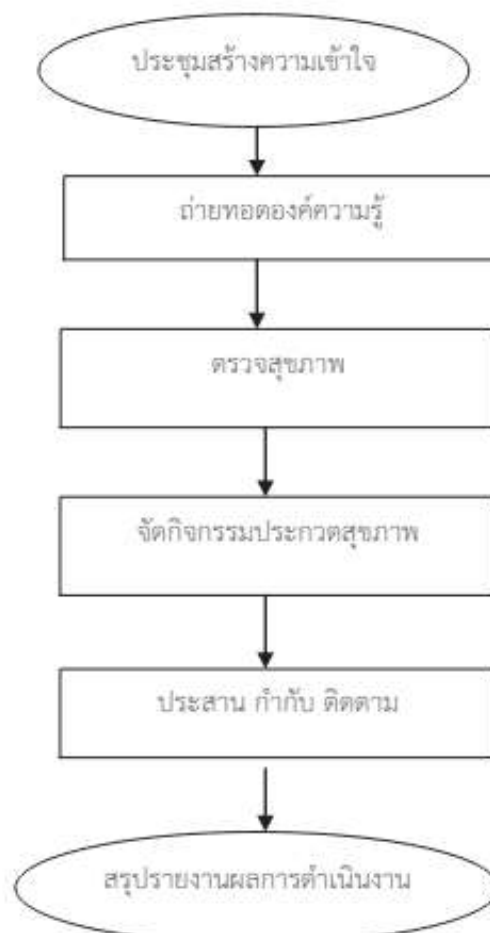 ประชุมสร้างความเข้าใจ
ถ่ายทอดองค์ความรู้
ตรวจสุขภาพ
จัดกิจกรรมประกวดสุขภาพ
ประสาน กำกับ ติดตาม
สรุปรายงานผลการดำเนินงาน